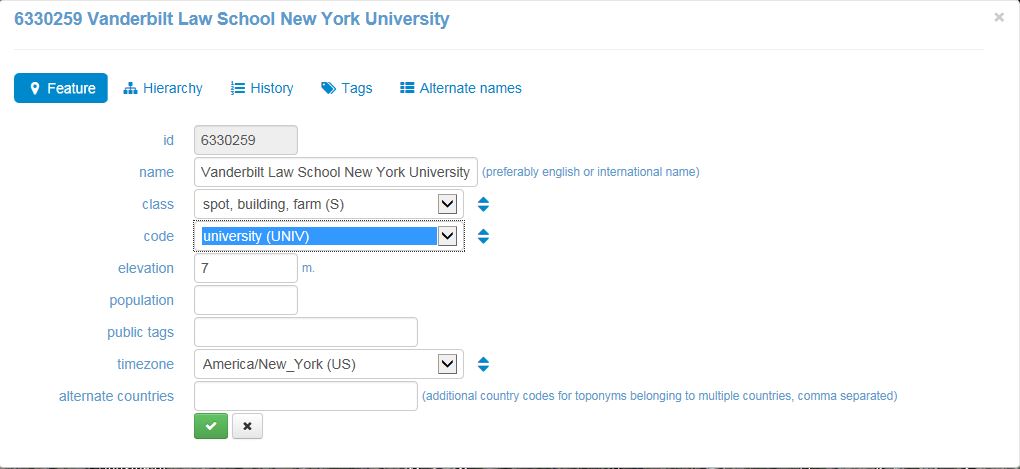 6330259 Vanderbilt Law School New York University
Feature Hierarchy History Tags Alternate names
id 6330259
name Vanderbilt Law School New York University (preferably english or international name)
class spot, building, farm (S)
code university (UNIV)
elevation 7 m.
population
public tags
timezone America/New_York (US)
alternate countries (additional country codes for toponyms belonging to multiple countries, comma separated)